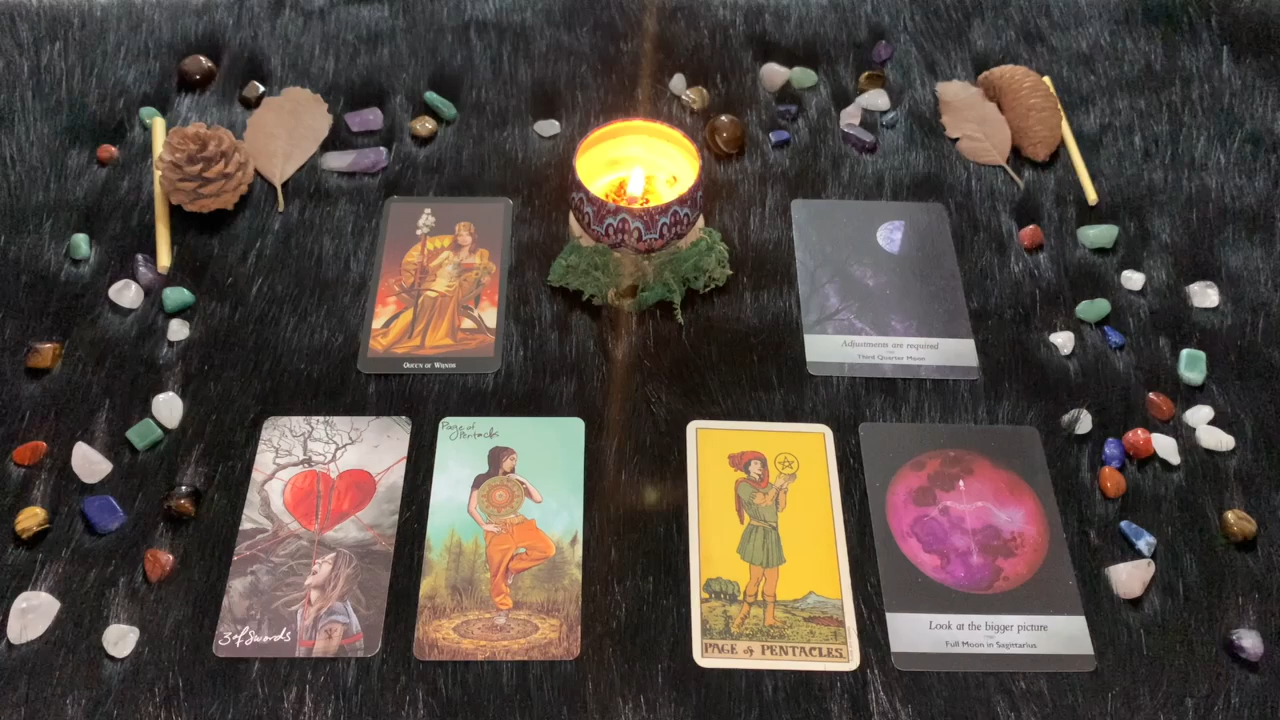 QUEEN OF WANDS
Adjustments are required
Third Quarter Moon
3 of Swords
Page of
Pentacles
PAGE of PENTACLES.
Look at the bigger picture
Full Moon in Sagittarius